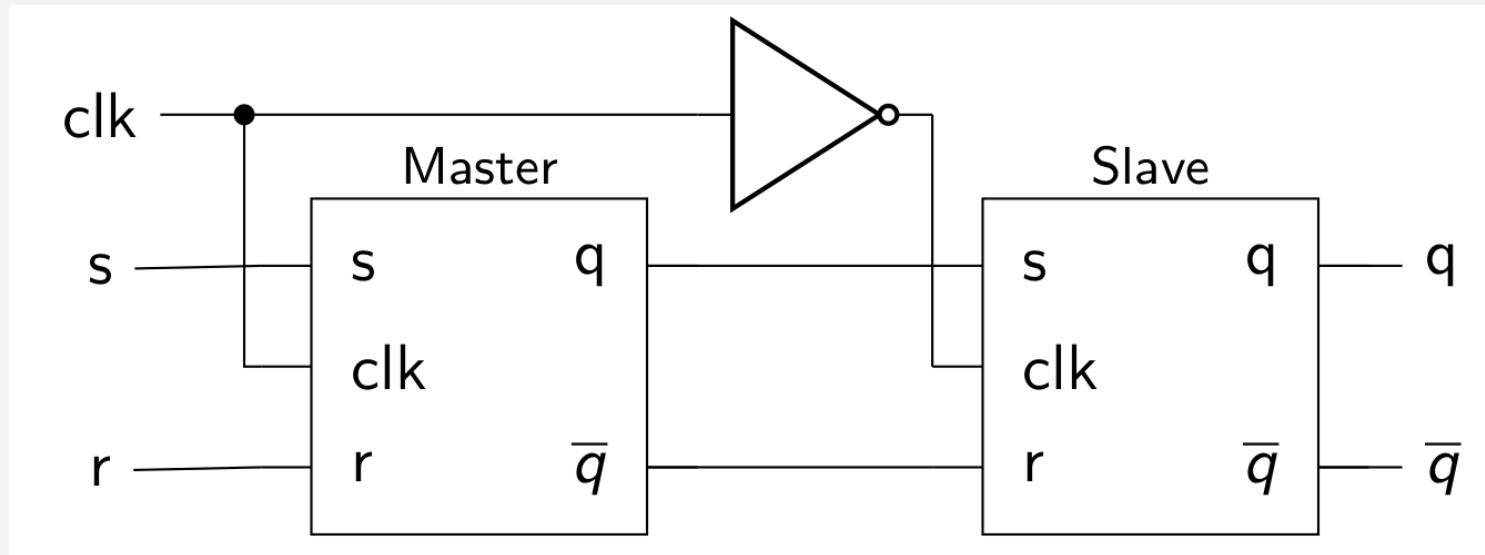 clk
Master
Slave
s s q s q q
clk clk
r r q̅ r q̅ q̅